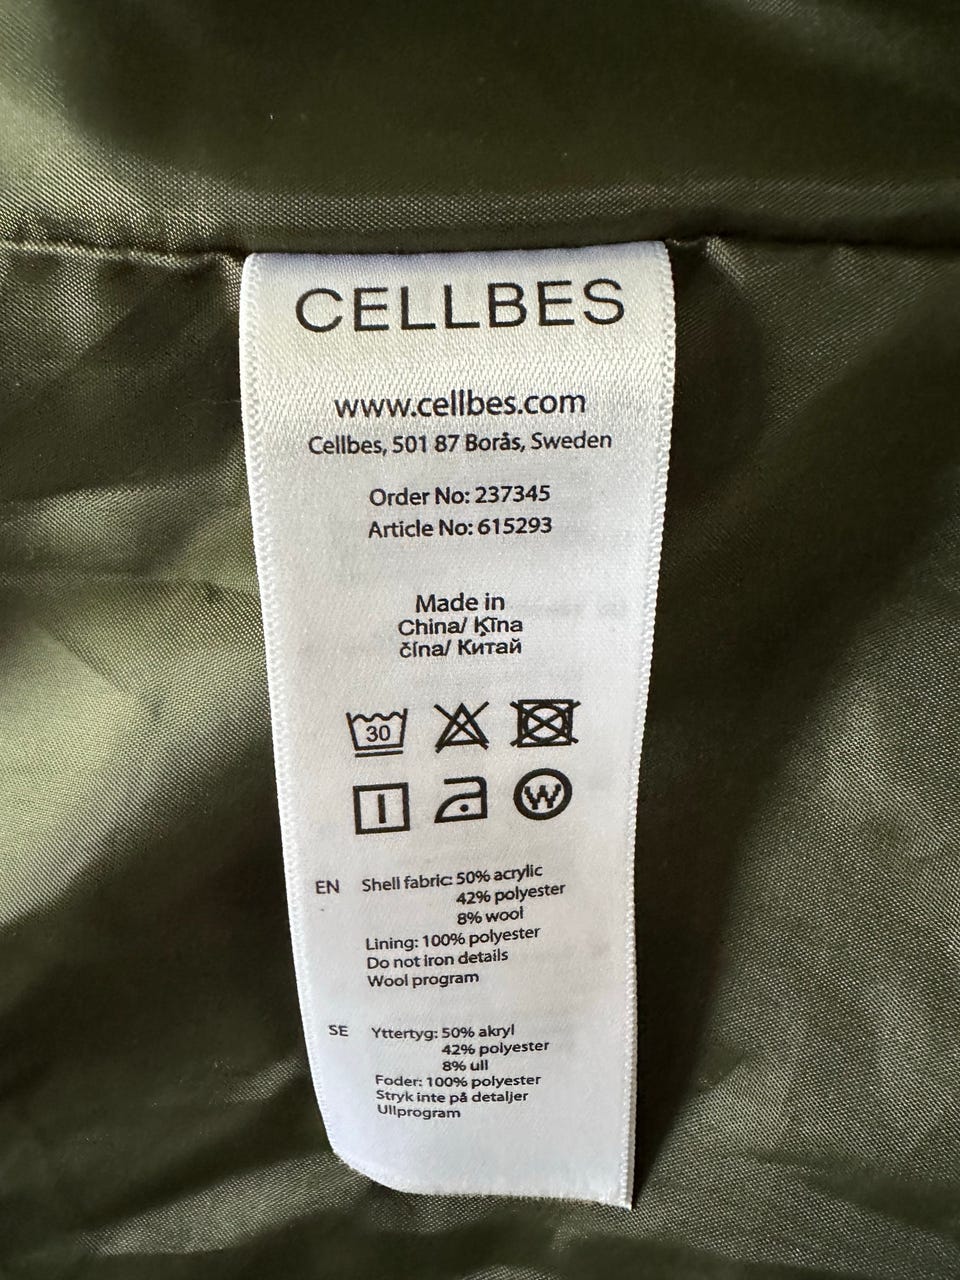 CELLBES
www.cellbes.com
Cellbes, 501 87 Borås, Sweden
Order No: 237345
Article No: 615293
Made in
China/ Ķīna
čína/ Китай
30
W
EN Shell fabric: 50% acrylic
42% polyester
8% wool
Lining: 100% polyester
Do not iron details
Wool program
SE Yttertyg: 50% akryl
42% polyester
8% ull
Foder: 100% polyester
Stryk inte på detaljer
Ullprogram